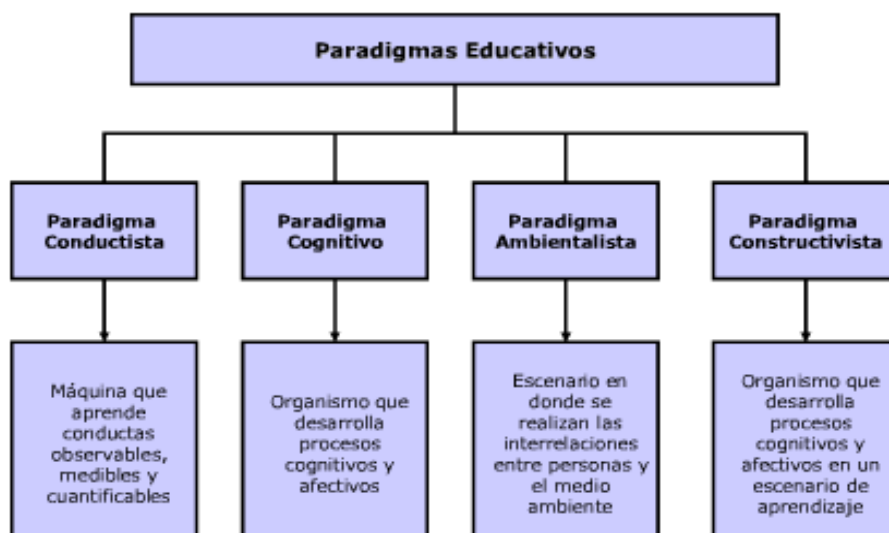 Paradigmas Educativos
Paradigma
Conductista
Paradigma
Cognitivo
Paradigma
Ambientalista
Paradigma
Constructivista
Máquina que
aprende
conductas
observables,
medibles y
cuantificables
Organismo que
desarrolla
procesos
cognitivos y
afectivos
Escenario en
donde se
realizan las
interrelaciones
entre personas y
el medio
ambiente
Organismo que
desarrolla
procesos
cognitivos y
afectivos en un
escenario de
aprendizaje